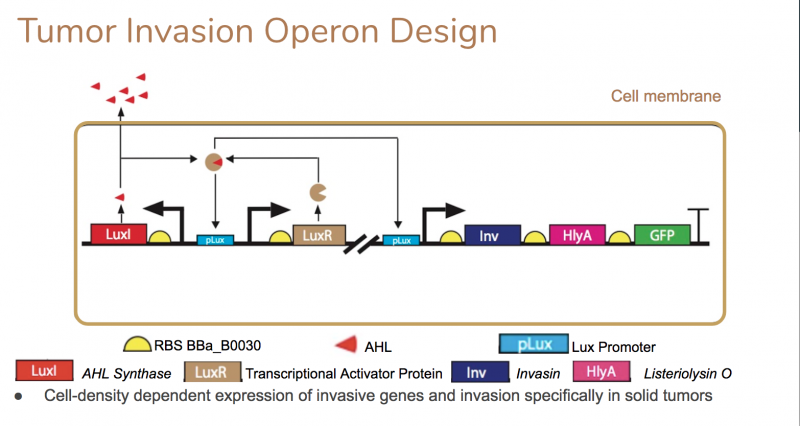 Tumor Invasion Operon Design
Cell membrane
LuxI
pLux
LuxR
pLux
Inv
HlyA
GFP
RBS BBa_B0030
AHL
pLux
Lux Promoter
LuxI
AHL Synthase
LuxR
Transcriptional Activator Protein
Inv
Invasin
HlyA
Listeriolysin O
● Cell-density dependent expression of invasive genes and invasion specifically in solid tumors